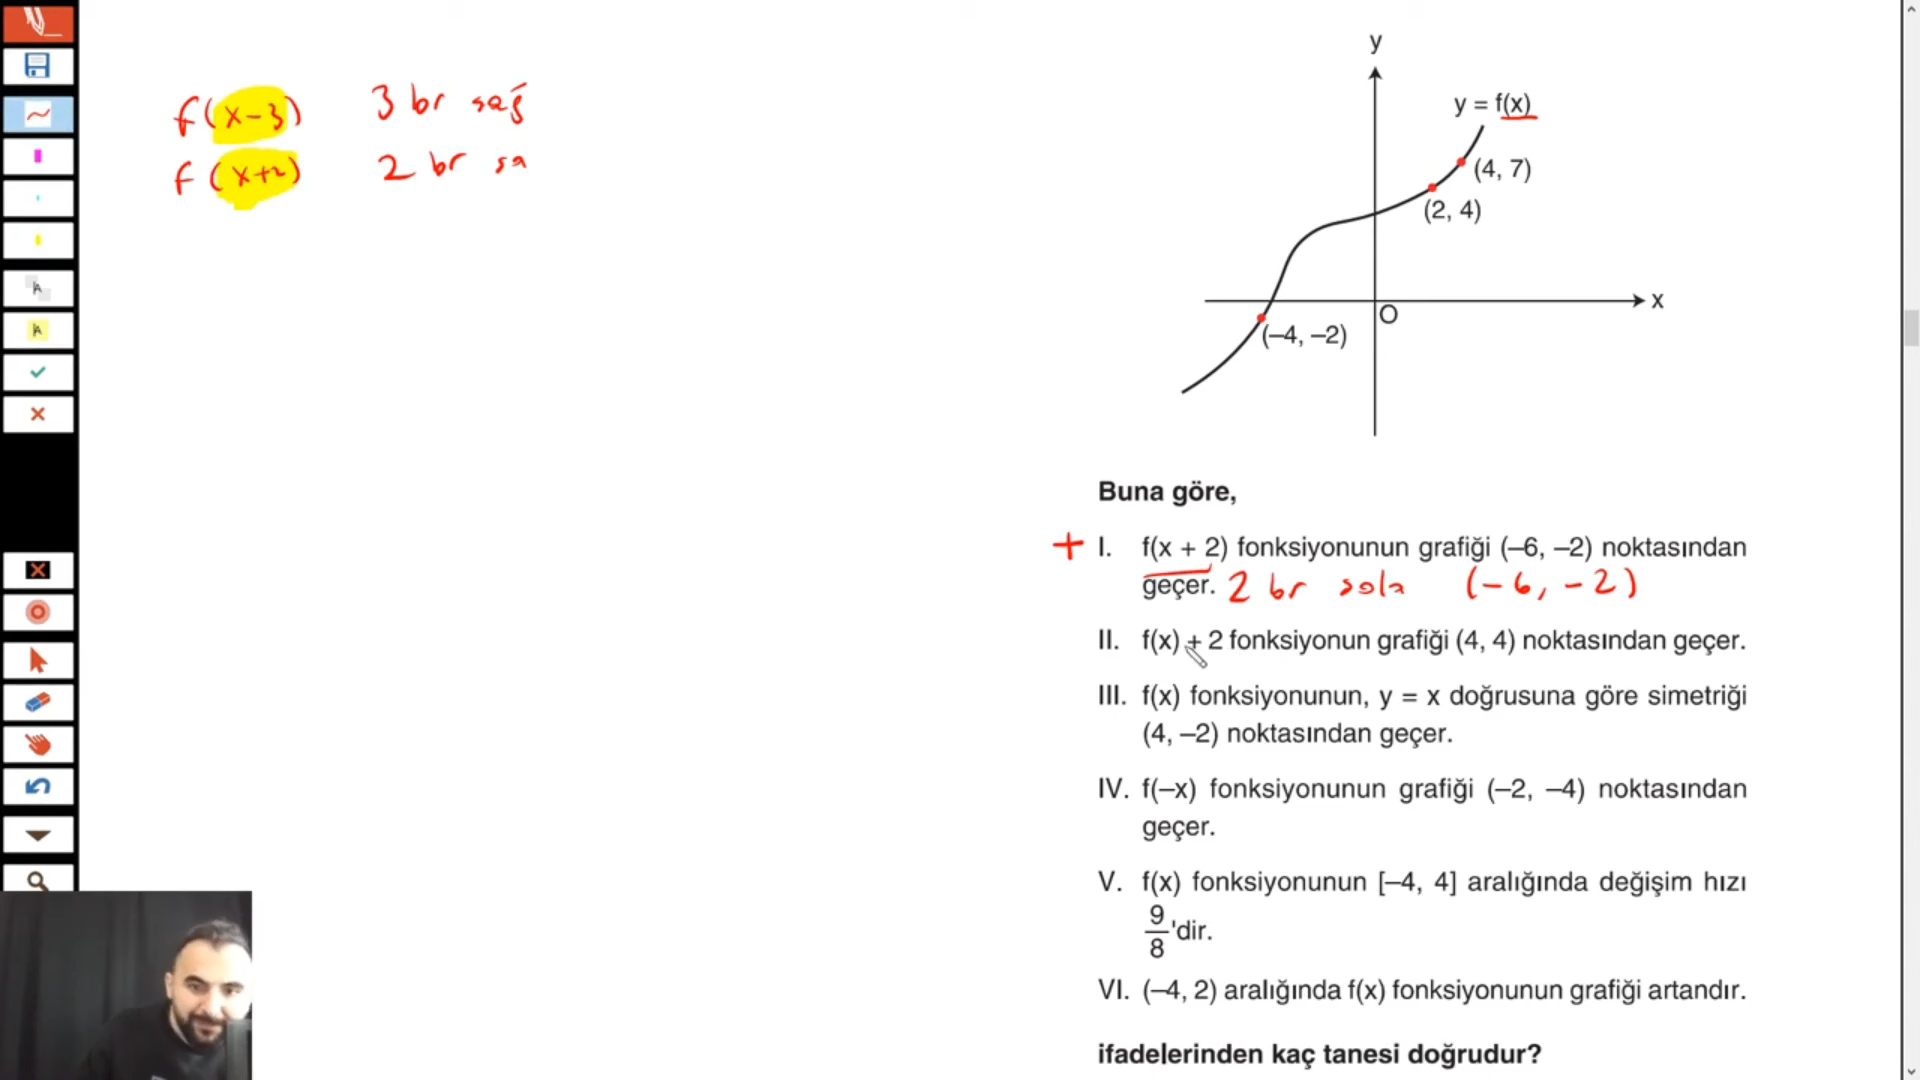 f(x-3) 3 br sağ
f(x+2) 2 br sa
y
y = f(x)
(4, 7)
(2, 4)
x
O
(–4, –2)
Buna göre,
+ I. f(x + 2) fonksiyonunun grafiği (–6, –2) noktasından
geçer. 2 br sola (-6, -2)
II. f(x) + 2 fonksiyonun grafiği (4, 4) noktasından geçer.
III. f(x) fonksiyonunun, y = x doğrusuna göre simetriği
(4, –2) noktasından geçer.
IV. f(–x) fonksiyonunun grafiği (–2, –4) noktasından
geçer.
V. f(x) fonksiyonunun [–4, 4] aralığında değişim hızı
9/8 'dir.
VI. (–4, 2) aralığında f(x) fonksiyonunun grafiği artandır.
ifadelerinden kaç tanesi doğrudur?